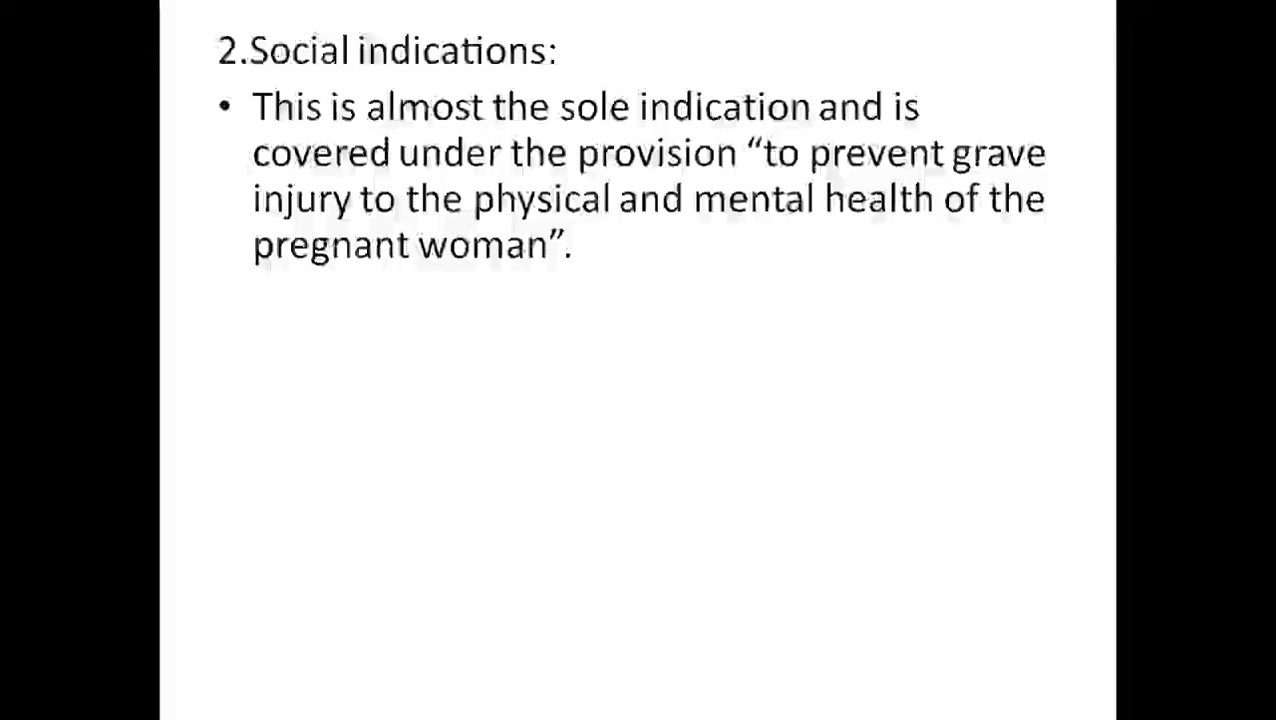 2.Social indications:
• This is almost the sole indication and is
covered under the provision “to prevent grave
injury to the physical and mental health of the
pregnant woman”.